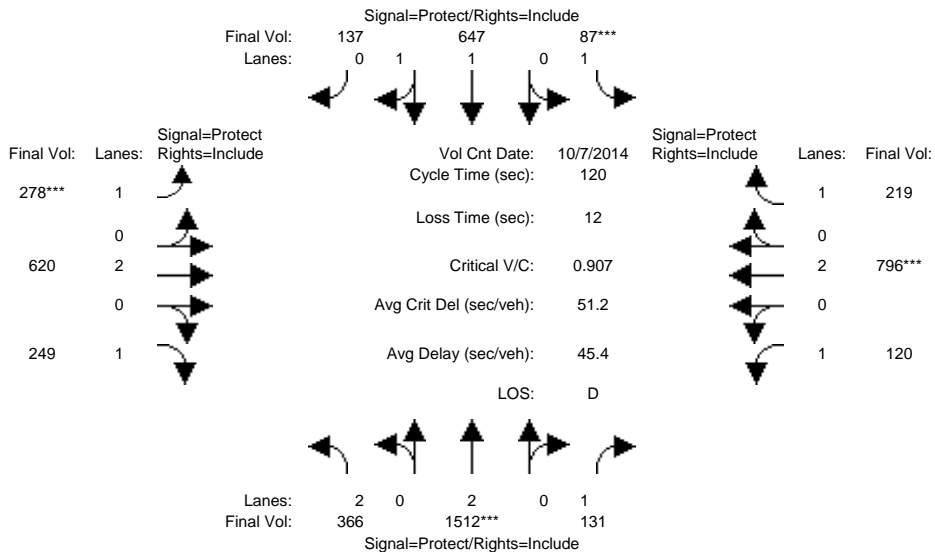 Signal=Protect/Rights=Include
Final Vol: 137 647 87***
Lanes: 0 1 1 0 1
Signal=Protect
Final Vol: Lanes: Rights=Include
Vol Cnt Date: 10/7/2014
Signal=Protect
Rights=Include Lanes: Final Vol:
Cycle Time (sec): 120
278*** 1
1 219
Loss Time (sec): 12
0
0
620 2
Critical V/C: 0.907
2 796***
0
Avg Crit Del (sec/veh): 51.2
0
249 1
Avg Delay (sec/veh): 45.4
1 120
LOS: D
Lanes: 2 0 2 0 1
Final Vol: 366 1512*** 131
Signal=Protect/Rights=Include